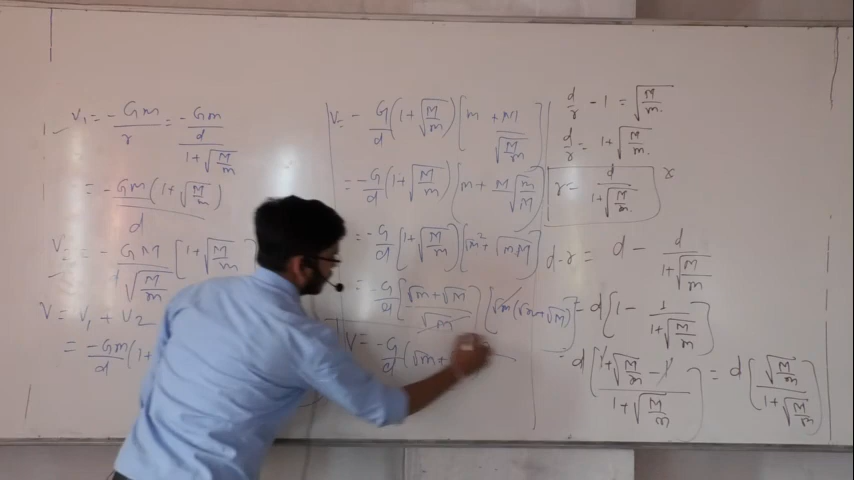 V₁ = - Gm/r = - Gm/(d/(1+√(M/m)))
= - Gm(1+√(M/m))/d
V₂ = - GM/(d√(M/m)) [1+√(M/m)]
V = V₁ + V₂
= -Gm/d (1+
V = - G/d (1+√(M/m)) [m + M/√(M/m)]
= -G/d (1+√(M/m)) [m + M√(m/M)]
= -G/d [1+√(M/m)] [√m² + √mM]
= -G/d [(√m+√M)/√m] [√m(√m+√M)]
V = -G/d (√m+
d/r - 1 = √(M/m)
d/r = 1+√(M/m)
r = d/(1+√(M/m))
d-r = d - d/(1+√(M/m))
= d[1 - 1/(1+√(M/m))]
= d[(1+√(M/m) - 1)/(1+√(M/m))] = d[√(M/m)/(1+√(M/m))]